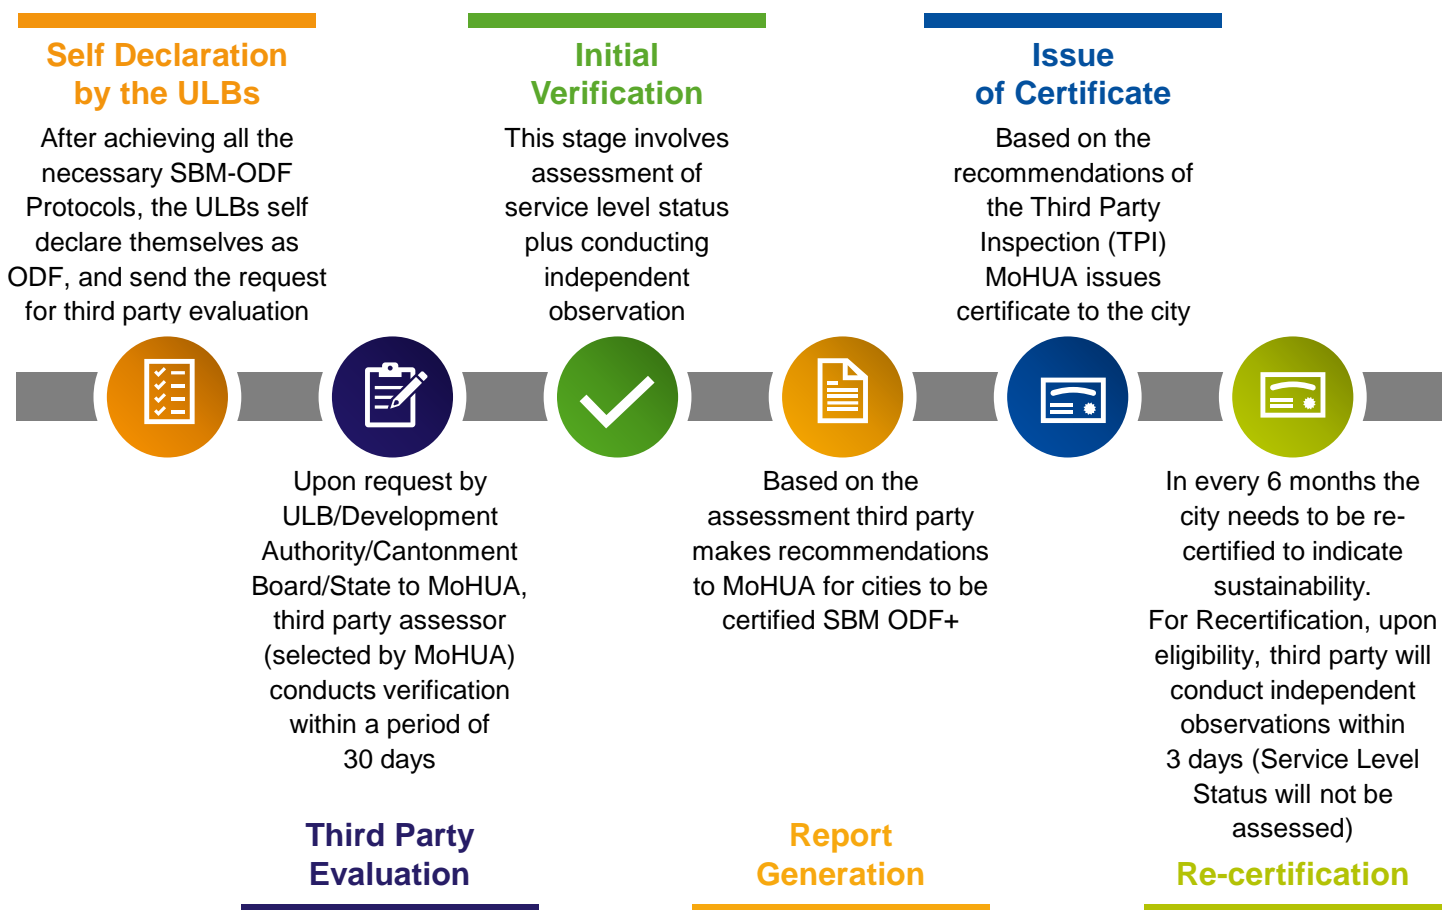 Self Declaration
by the ULBs
After achieving all the
necessary SBM-ODF
Protocols, the ULBs self
declare themselves as
ODF, and send the request
for third party evaluation
Initial
Verification
This stage involves
assessment of
service level status
plus conducting
independent
observation
Issue
of Certificate
Based on the
recommendations of
the Third Party
Inspection (TPI)
MoHUA issues
certificate to the city
Upon request by
ULB/Development
Authority/Cantonment
Board/State to MoHUA,
third party assessor
(selected by MoHUA)
conducts verification
within a period of
30 days
Third Party
Evaluation
Based on the
assessment third party
makes recommendations
to MoHUA for cities to be
certified SBM ODF+
Report
Generation
In every 6 months the
city needs to be re-
certified to indicate
sustainability.
For Recertification, upon
eligibility, third party will
conduct independent
observations within
3 days (Service Level
Status will not be
assessed)
Re-certification